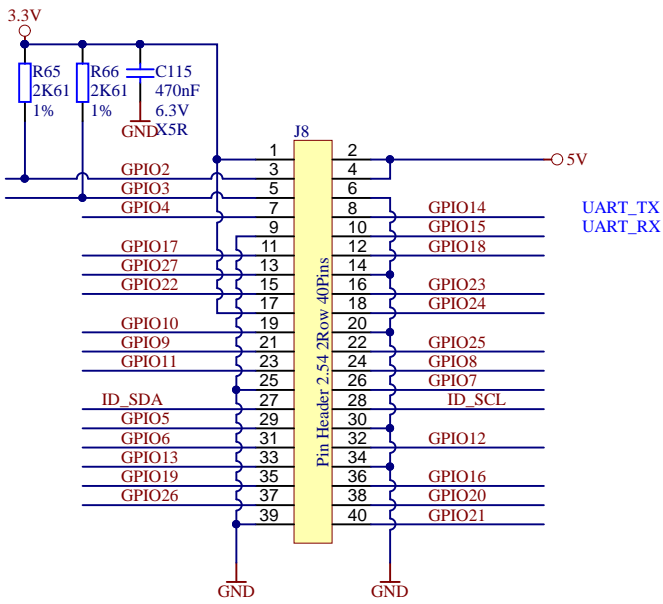 3.3V
R65 R66 C115
2K61 2K61 470nF
1% 1% 6.3V
GND X5R
J8
1 2 5V
GPIO2 3 4
GPIO3 5 6
GPIO4 7 8 GPIO14 UART_TX
9 10 GPIO15 UART_RX
GPIO17 11 12 GPIO18
GPIO27 13 14
GPIO22 15 16 GPIO23
17 18 GPIO24
GPIO10 19 20
GPIO9 21 22 GPIO25
GPIO11 23 24 GPIO8
25 26 GPIO7
ID_SDA 27 28 ID_SCL
GPIO5 29 30
GPIO6 31 32 GPIO12
GPIO13 33 34
GPIO19 35 36 GPIO16
GPIO26 37 38 GPIO20
39 40 GPIO21
Pin Header 2.54 2Row 40Pins
GND GND